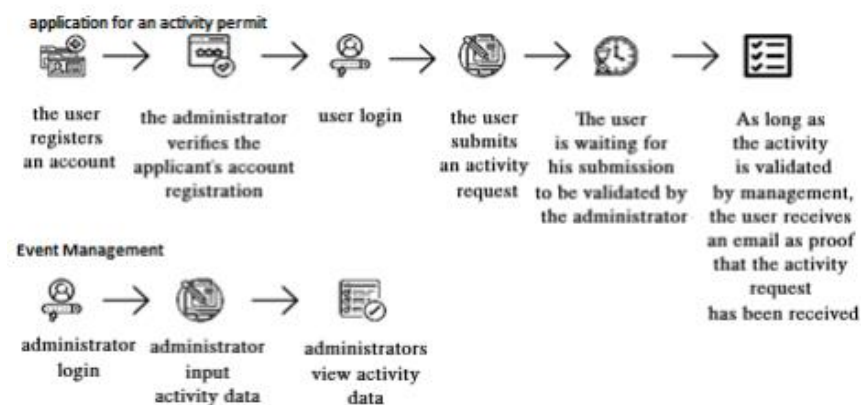 application for an activity permit
the user
registers
an account
the administrator
verifies the
applicant's account
registration
user login
the user
submits
an activity
request
The user
is waiting for
his submission
to be validated by
the administrator
As long as
the activity
is validated
by management,
the user receives
an email as proof
that the activity
request
has been received
Event Management
administrator
login
administrator
input
activity data
administrators
view activity
data